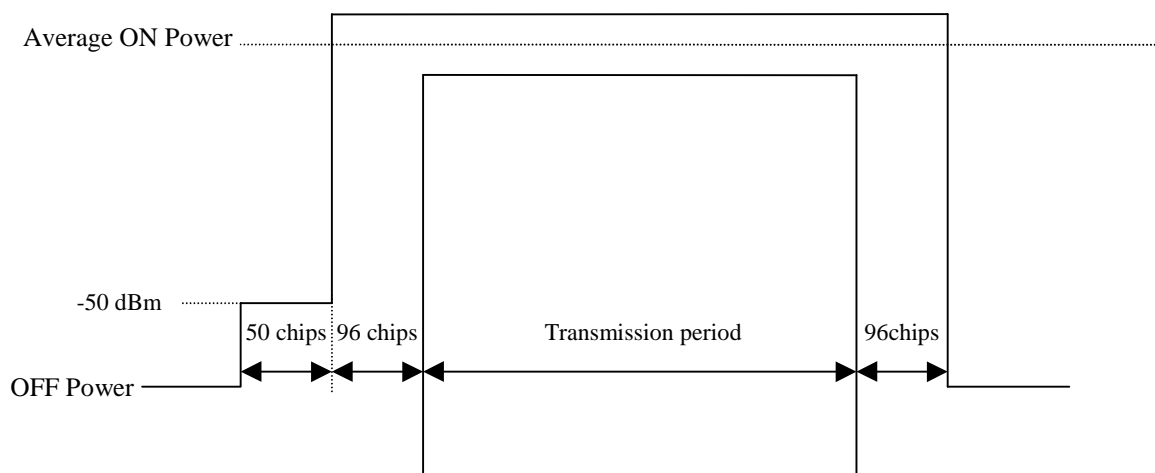 Average ON Power
-50 dBm
50 chips 96 chips Transmission period 96chips
OFF Power